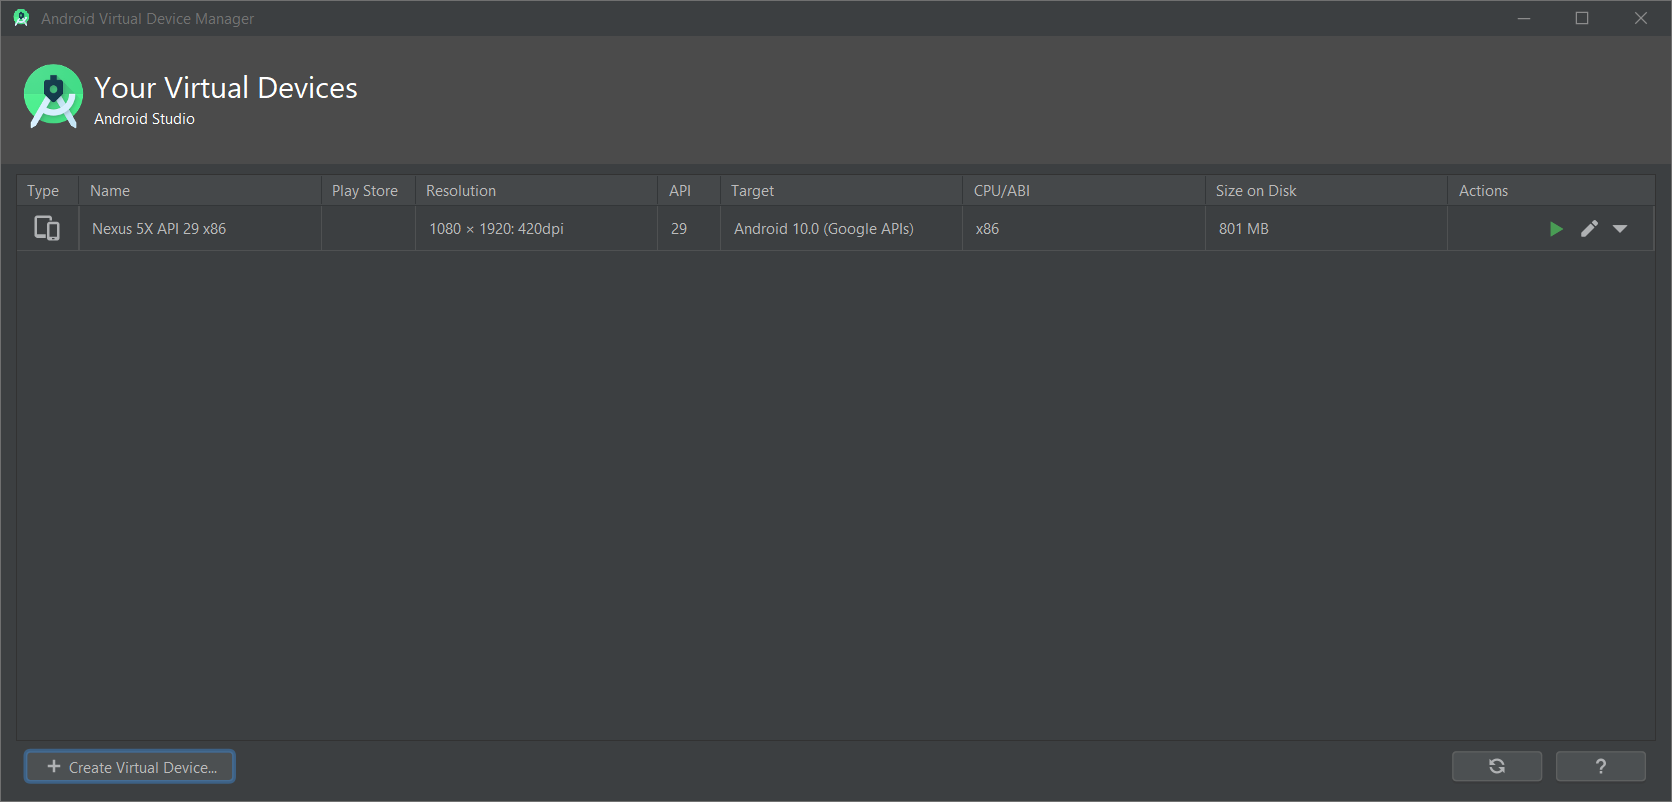 Android Virtual Device Manager
Your Virtual Devices
Android Studio
Type Name Play Store Resolution API Target CPU/ABI Size on Disk Actions
Nexus 5X API 29 x86 1080 × 1920: 420dpi 29 Android 10.0 (Google APIs) x86 801 MB
+ Create Virtual Device... ?